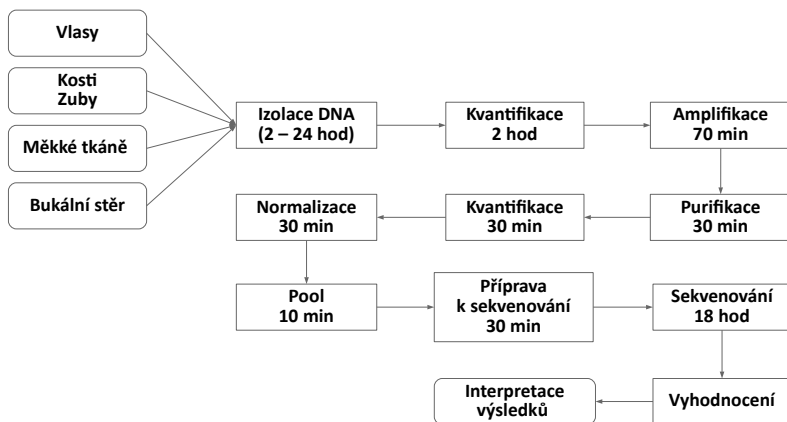 Vlasy
Kosti
Zuby
Měkké tkáně
Bukální stěr
Izolace DNA
(2 – 24 hod)
Kvantifikace
2 hod
Amplifikace
70 min
Purifikace
30 min
Kvantifikace
30 min
Normalizace
30 min
Pool
10 min
Příprava
k sekvenování
30 min
Sekvenování
18 hod
Vyhodnocení
Interpretace
výsledků